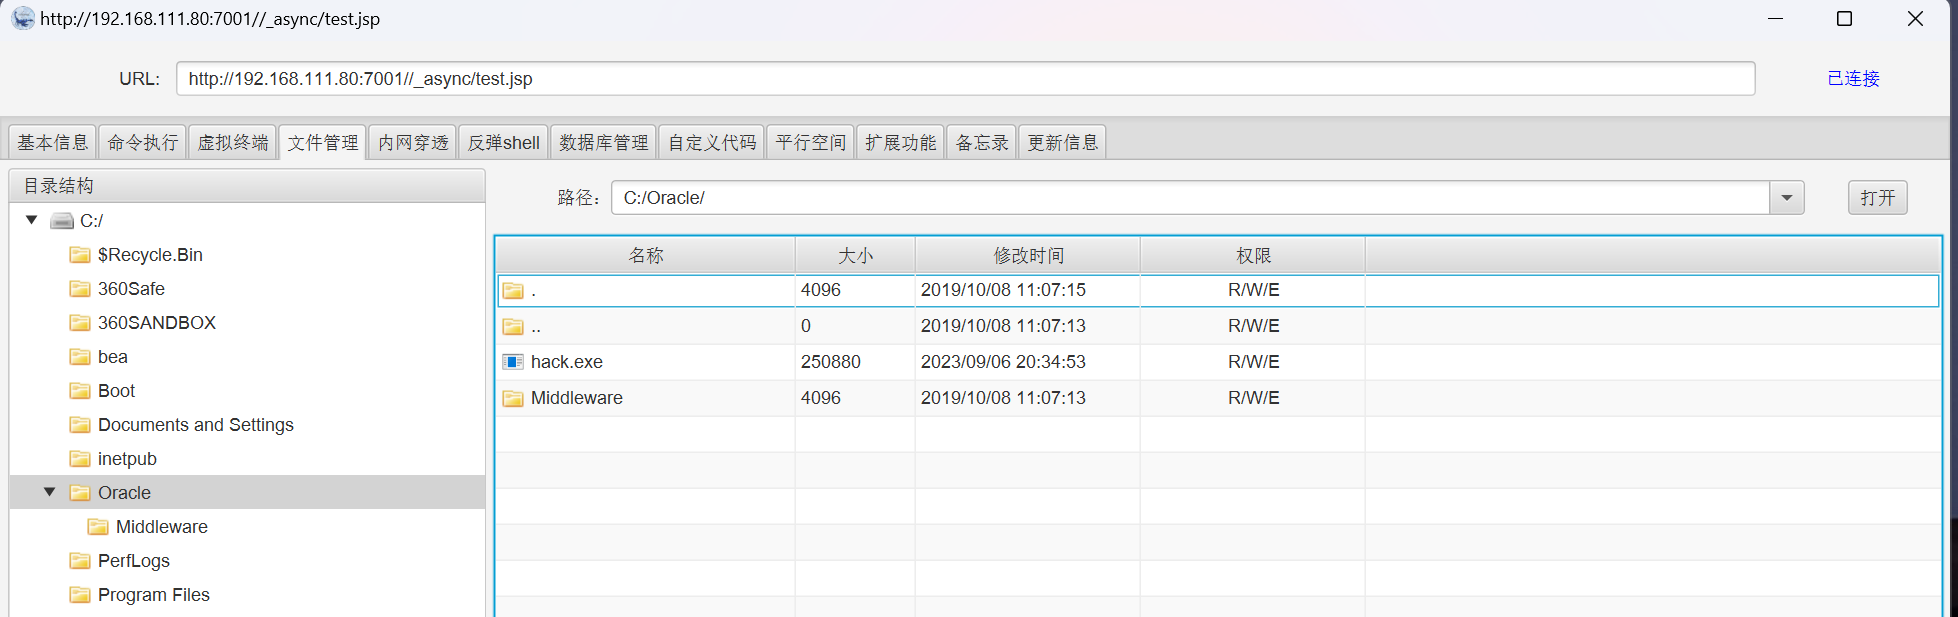 http://192.168.111.80:7001//_async/test.jsp
URL: http://192.168.111.80:7001//_async/test.jsp 已连接
基本信息 命令执行 虚拟终端 文件管理 内网穿透 反弹shell 数据库管理 自定义代码 平行空间 扩展功能 备忘录 更新信息
目录结构
C:/
$Recycle.Bin
360Safe
360SANDBOX
bea
Boot
Documents and Settings
inetpub
Oracle
Middleware
PerfLogs
Program Files
路径： C:/Oracle/ 打开
名称 大小 修改时间 权限
. 4096 2019/10/08 11:07:15 R/W/E
.. 0 2019/10/08 11:07:13 R/W/E
hack.exe 250880 2023/09/06 20:34:53 R/W/E
Middleware 4096 2019/10/08 11:07:13 R/W/E